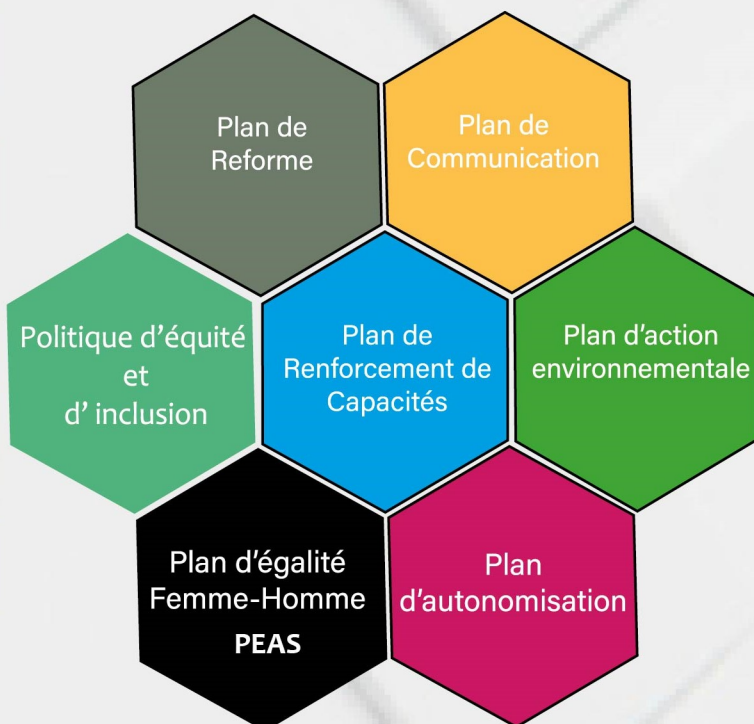 Plan de
Reforme
Plan de
Communication
Politique d'équité
et
d' inclusion
Plan de
Renforcement de
Capacités
Plan d'action
environnementale
Plan d'égalité
Femme-Homme
PEAS
Plan
d'autonomisation